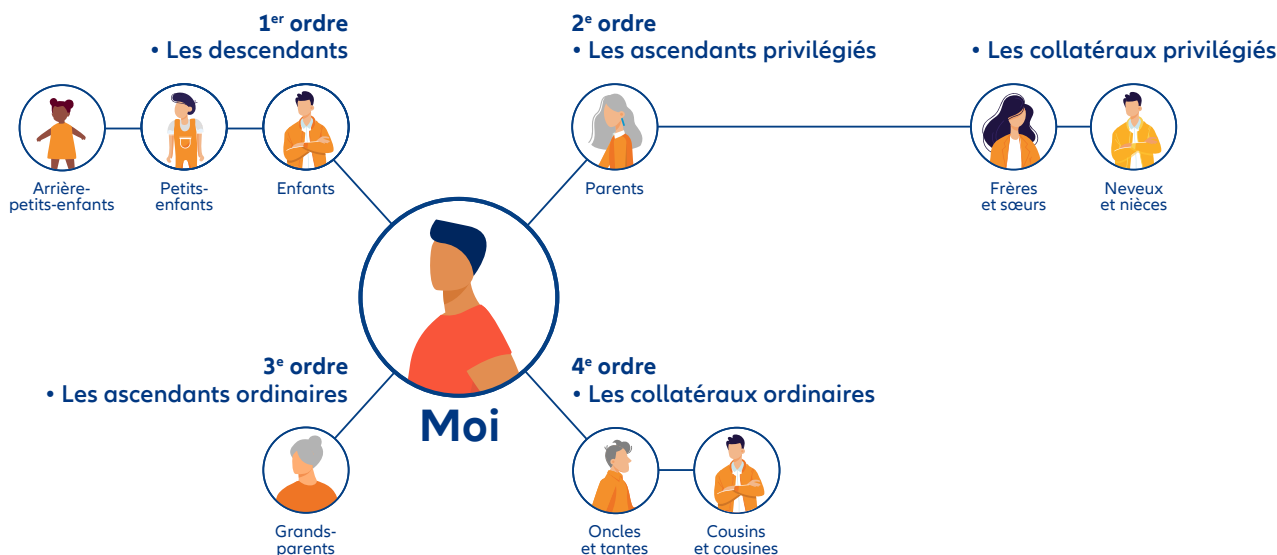 1er ordre
• Les descendants
Arrière-
petits-enfants
Petits-
enfants
Enfants
2e ordre
• Les ascendants privilégiés
• Les collatéraux privilégiés
Parents
Frères
et sœurs
Neveux
et nièces
Moi
3e ordre
• Les ascendants ordinaires
Grands-
parents
4e ordre
• Les collatéraux ordinaires
Oncles
et tantes
Cousins
et cousines